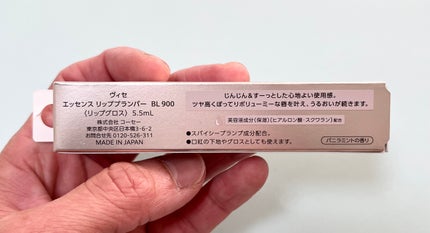 ヴィセ
エッセンス リッププランパー BL 900
〈リップグロス〉 5.5mL
株式会社 コーセー
東京都中央区日本橋3-6-2
お問合せ先 0120-526-311
MADE IN JAPAN
じんじん&すーっとした心地よい使用感。
ツヤ高くぽってりボリューミーな唇を叶え、うるおいが続きます。
美容液成分〈保湿〉(ヒアルロン酸・スクワラン)配合
●スパイシープランプ成分配合。
●口紅の下地やグロスとしても使えます。
バニラミントの香り